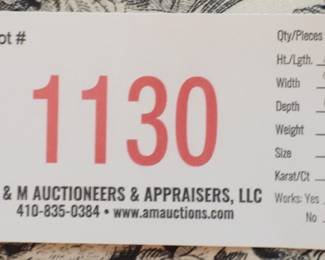 ot #
1130
& M AUCTIONEERS & APPRAISERS, LLC
410-835-0384 • www.amauctions.com
Qty/Pieces
Ht./Lgth.
Width
Depth
Weight
Size
Karat/Ct
Works: Yes
No